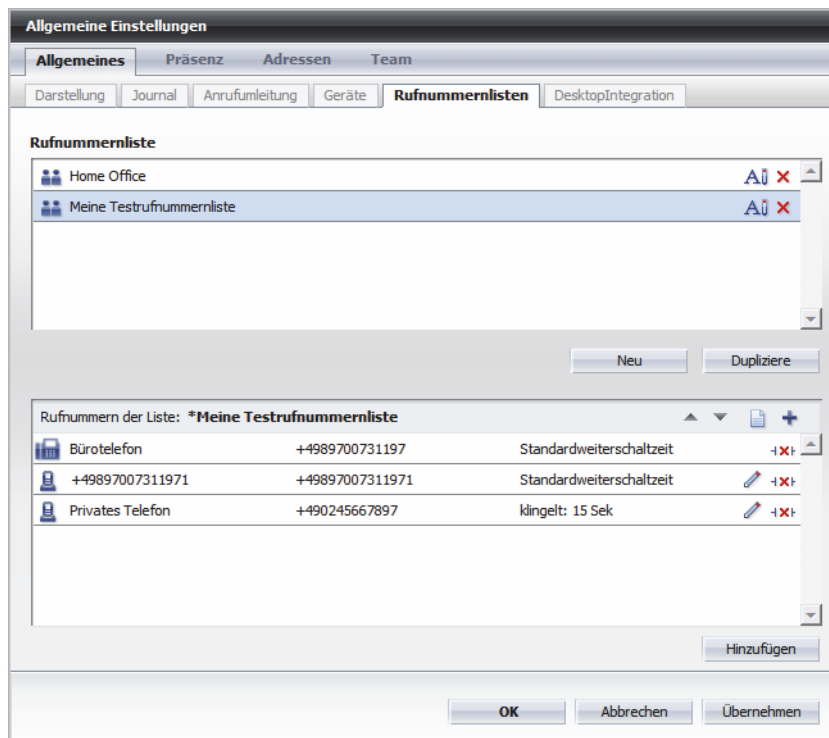 Allgemeine Einstellungen
Allgemeines Präsenz Adressen Team
Darstellung Journal Anrufumleitung Geräte Rufnummernlisten DesktopIntegration
Rufnummernliste
Home Office
Meine Testrufnummernliste
Neu Dupliziere
Rufnummern der Liste: *Meine Testrufnummernliste
Bürotelefon +4989700731197 Standardweiterschaltzeit
+49897007311971 +49897007311971 Standardweiterschaltzeit
Privates Telefon +490245667897 klingelt: 15 Sek
Hinzufügen
OK Abbrechen Übernehmen